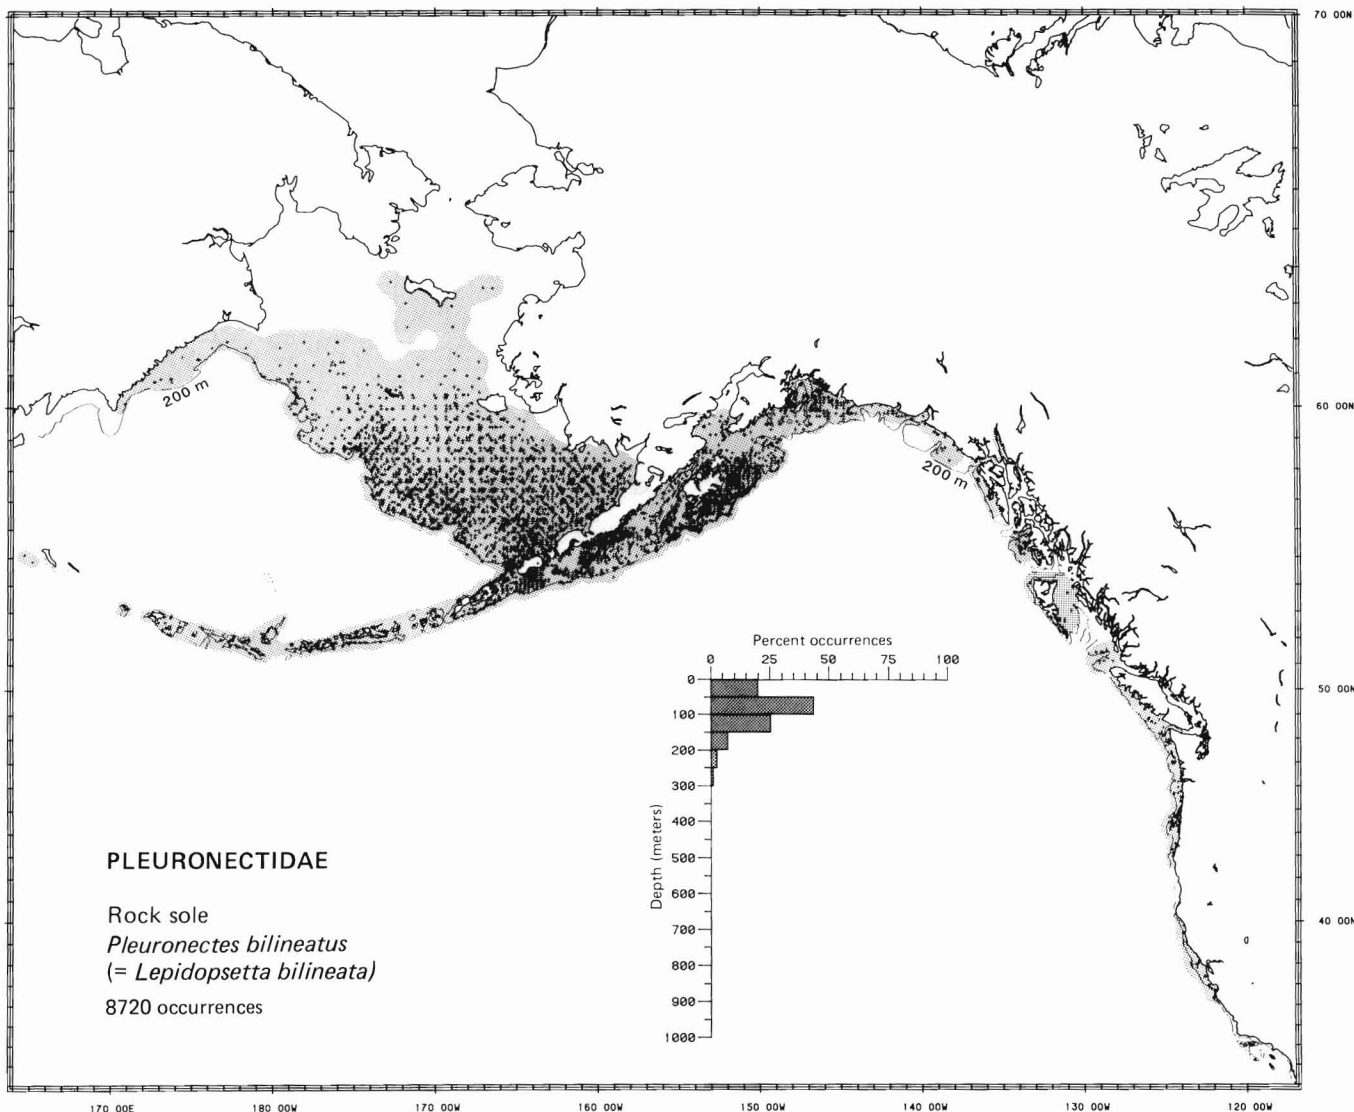 70 00N
200 m
60 00N
200 m
Percent occurrences
0 25 50 75 100
50 00N
0
100
200
300
400
500
600
700
800
900
1000
Depth (meters)
40 00N
PLEURONECTIDAE
Rock sole
Pleuronectes bilineatus
(= Lepidopsetta bilineata)
8720 occurrences
170 00E 180 00W 170 00W 160 00W 150 00W 140 00W 130 00W 120 00W